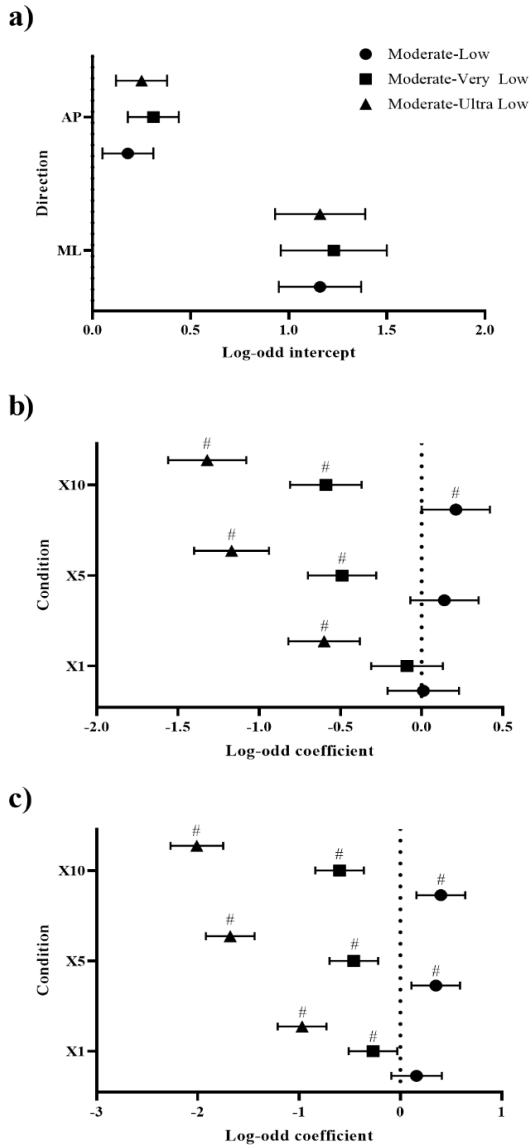 a)
Moderate-Low
Moderate-Very Low
Moderate-Ultra Low
AP
ML
Direction
0.0 0.5 1.0 1.5 2.0
Log-odd intercept
b)
# # #
X10
# #
X5
#
X1
Condition
-2.0 -1.5 -1.0 -0.5 0.0 0.5
Log-odd coefficient
c)
# # #
X10
# # #
X5
# #
X1
Condition
-3 -2 -1 0 1
Log-odd coefficient